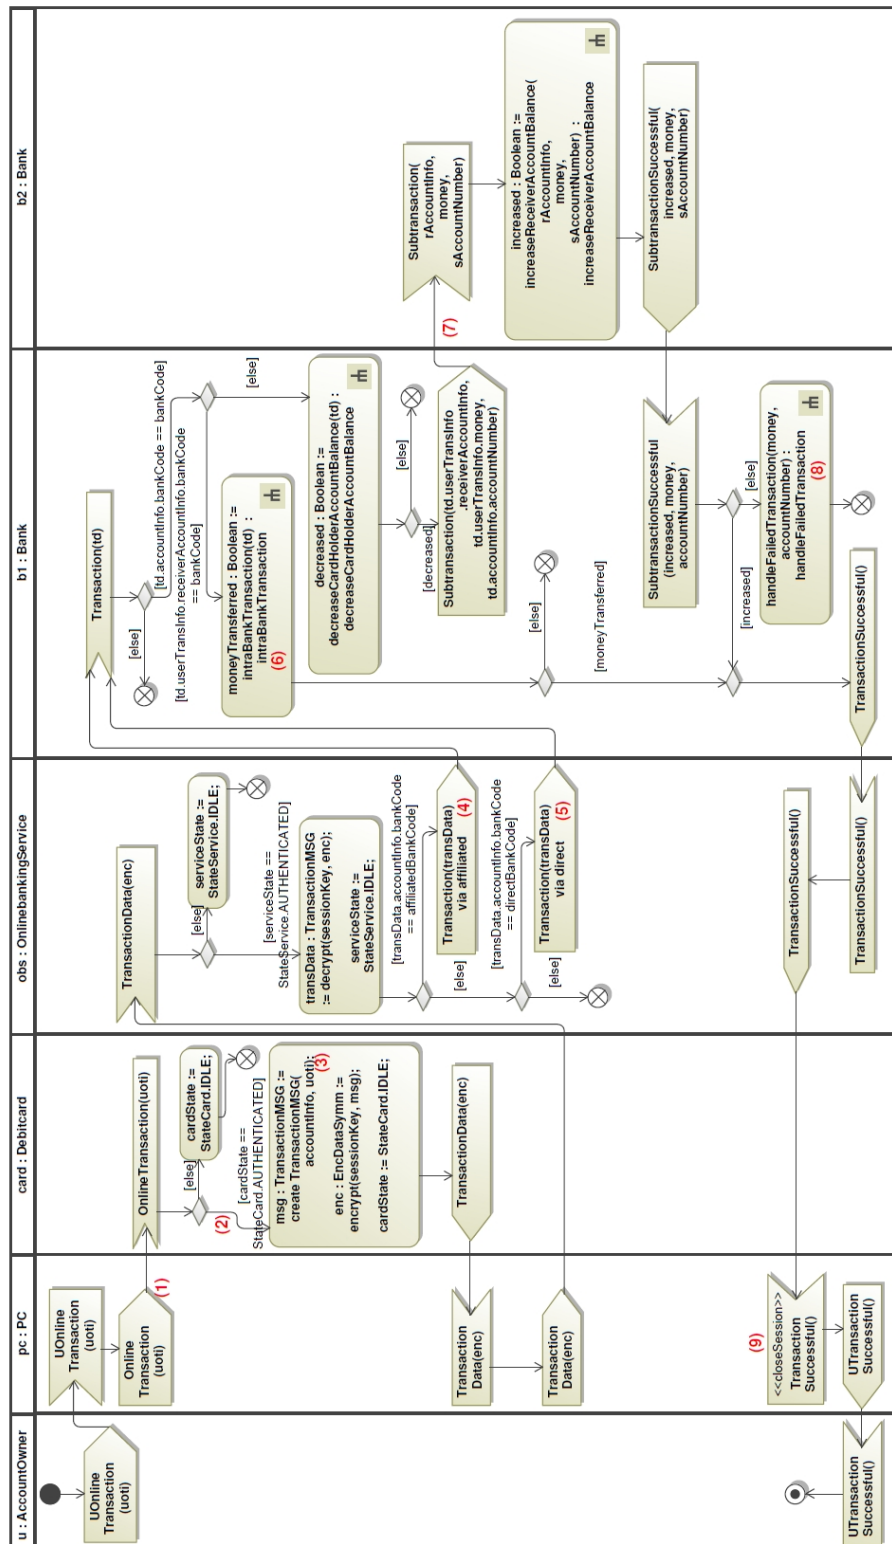 u : AccountOwner
UOnline
Transaction
(uoti)
UTransaction
Successful()
pc : PC
UOnline
Transaction
(uoti)
Online
Transaction
(uoti)
(1)
Transaction
Data(enc)
Transaction
Data(enc)
(9)
<<closeSession>>
Transaction
Successful()
UTransaction
Successful()
card : Debitcard
OnlineTransaction(uoti)
[else]
cardState :=
StateCard.IDLE;
(2)
[cardState ==
StateCard.AUTHENTICATED]
msg : TransactionMSG :=
create TransactionMSG(
accountInfo, uoti);
(3)
enc : EncDataSymm :=
encrypt(sessionKey, msg);
cardState := StateCard.IDLE;
TransactionData(enc)
obs : OnlinebankingService
TransactionData(enc)
[else]
serviceState :=
StateService.IDLE;
[serviceState ==
StateService.AUTHENTICATED]
transData : TransactionMSG
:= decrypt(sessionKey, enc);
serviceState :=
StateService.IDLE;
[transData.accountInfo.bankCode
== affiliatedBankCode]
Transaction(transData)
via affiliated
(4)
[else]
[transData.accountInfo.bankCode
== directBankCode]
Transaction(transData)
via direct
(5)
[else]
TransactionSuccessful()
TransactionSuccessful()
b1 : Bank
Transaction(td)
[else]
[td.accountInfo.bankCode == bankCode]
[td.userTransInfo.receiverAccountInfo.bankCode
== bankCode]
[else]
moneyTransferred : Boolean :=
intraBankTransaction(td) :
intraBankTransaction
(6)
decreased : Boolean :=
decreaseCardHolderAccountBalance(td) :
decreaseCardHolderAccountBalance
[else]
[decreased]
Subtransaction(td.userTransInfo
.receiverAccountInfo,
td.userTransInfo.money,
td.accountInfo.accountNumber)
[else]
[moneyTransferred]
SubtransactionSuccessful
(increased, money,
accountNumber)
[else]
[increased]
handleFailedTransaction(money,
accountNumber) :
handleFailedTransaction
(8)
TransactionSuccessful()
b2 : Bank
(7)
Subtransaction(
rAccountInfo,
money,
sAccountNumber)
increased : Boolean :=
increaseReceiverAccountBalance(
rAccountInfo,
money,
sAccountNumber) :
increaseReceiverAccountBalance
SubtransactionSuccessful(
increased, money,
sAccountNumber)